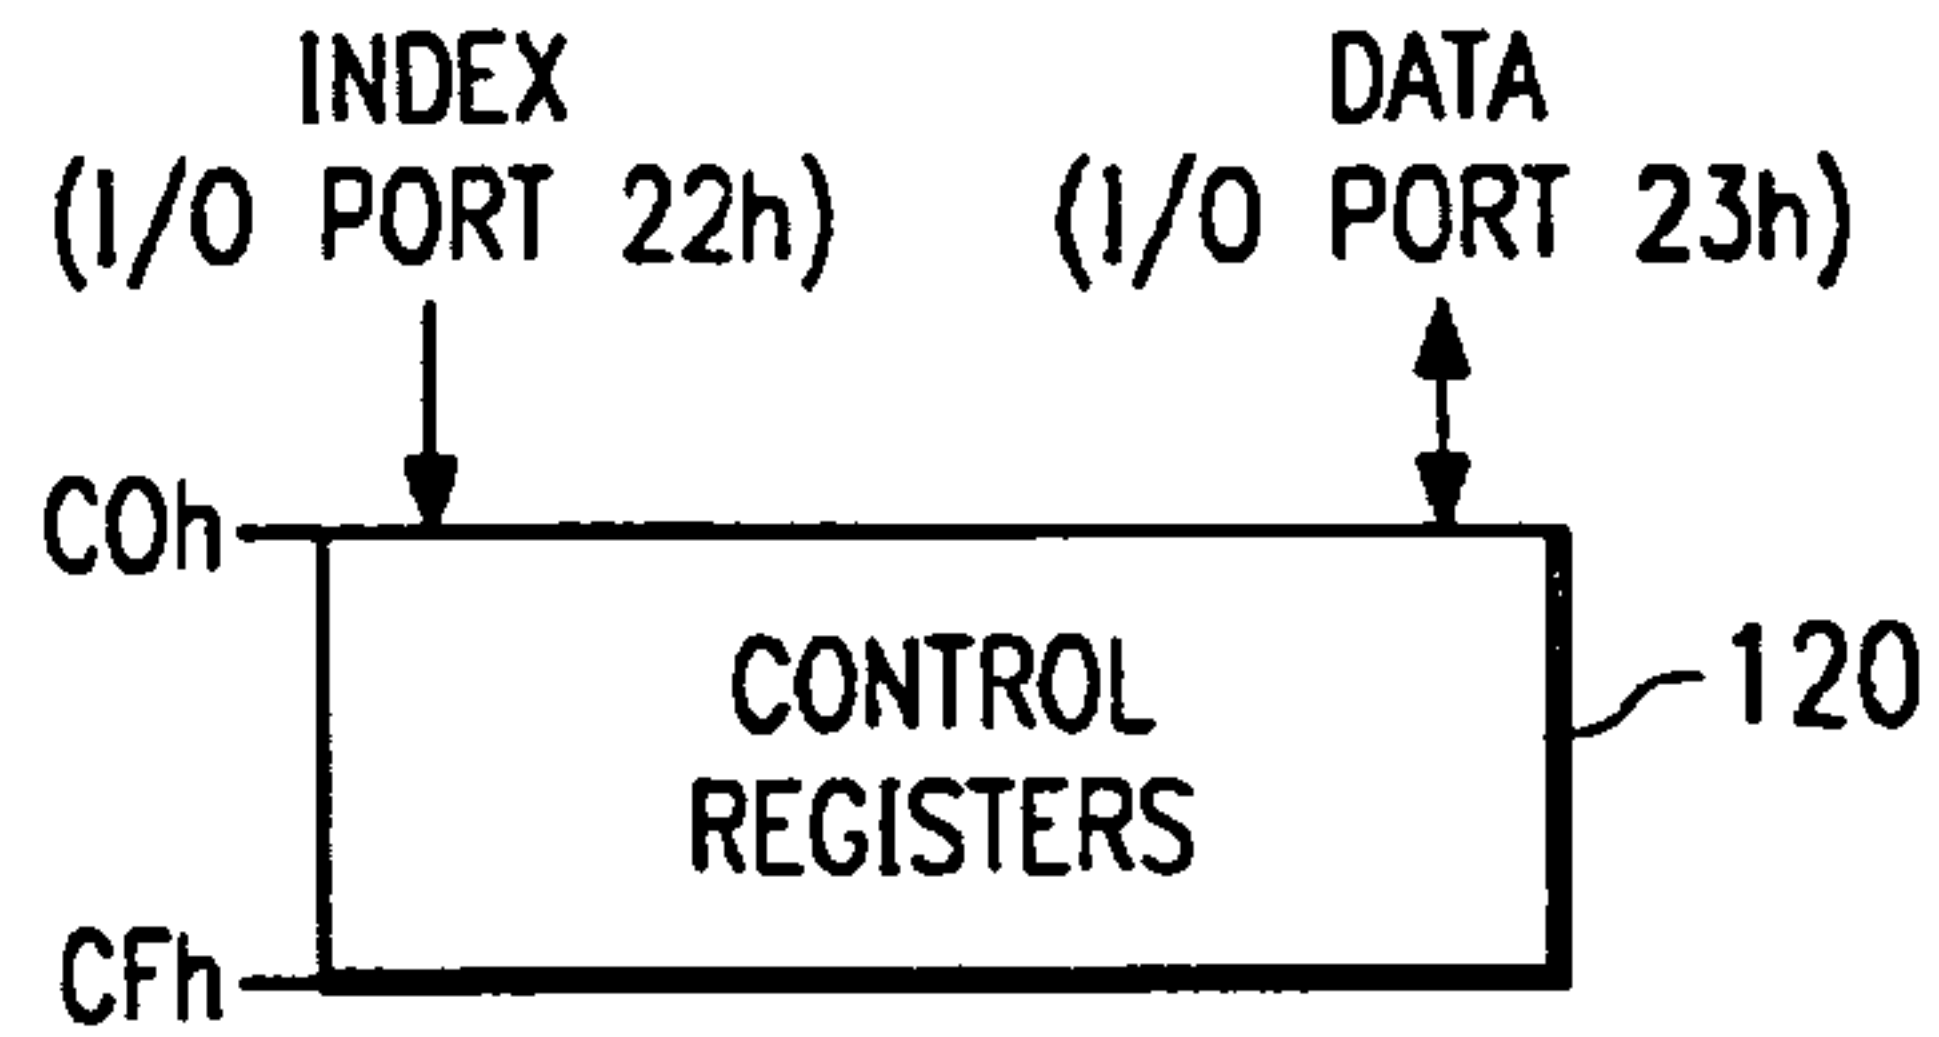 INDEX
(I/O PORT 22h)
DATA
(I/O PORT 23h)
C0h
CONTROL
REGISTERS
120
CFh